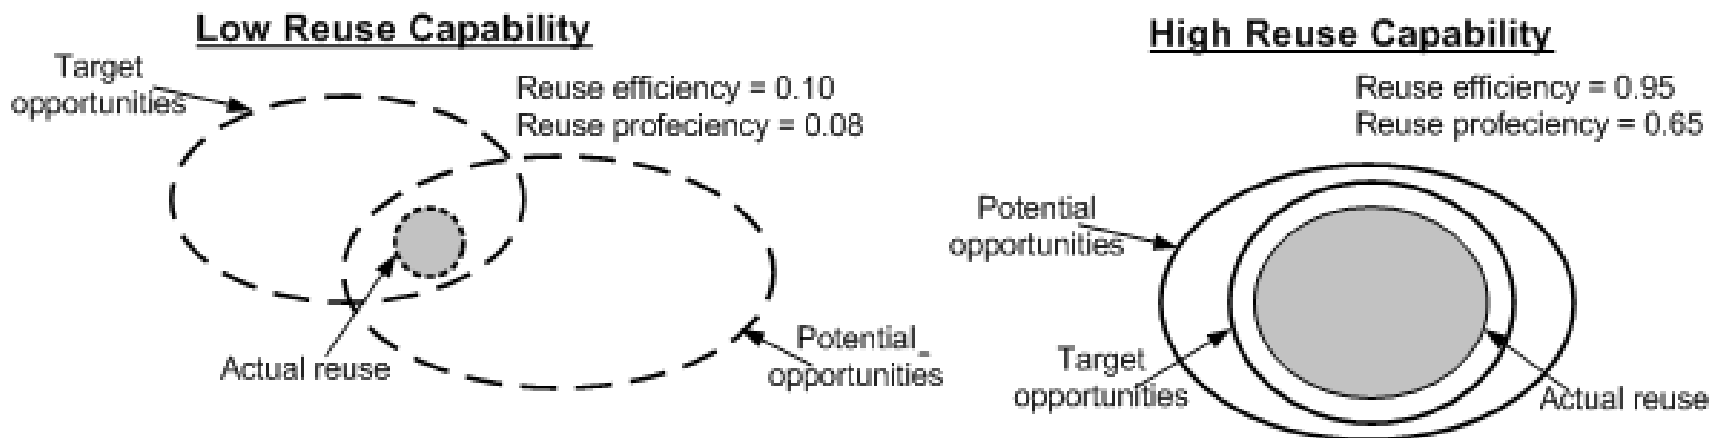 Low Reuse Capability
Target
opportunities
Reuse efficiency = 0.10
Reuse profeciency = 0.08
Actual reuse
Potential
opportunities
High Reuse Capability
Reuse efficiency = 0.95
Reuse profeciency = 0.65
Potential
opportunities
Target
opportunities
Actual reuse